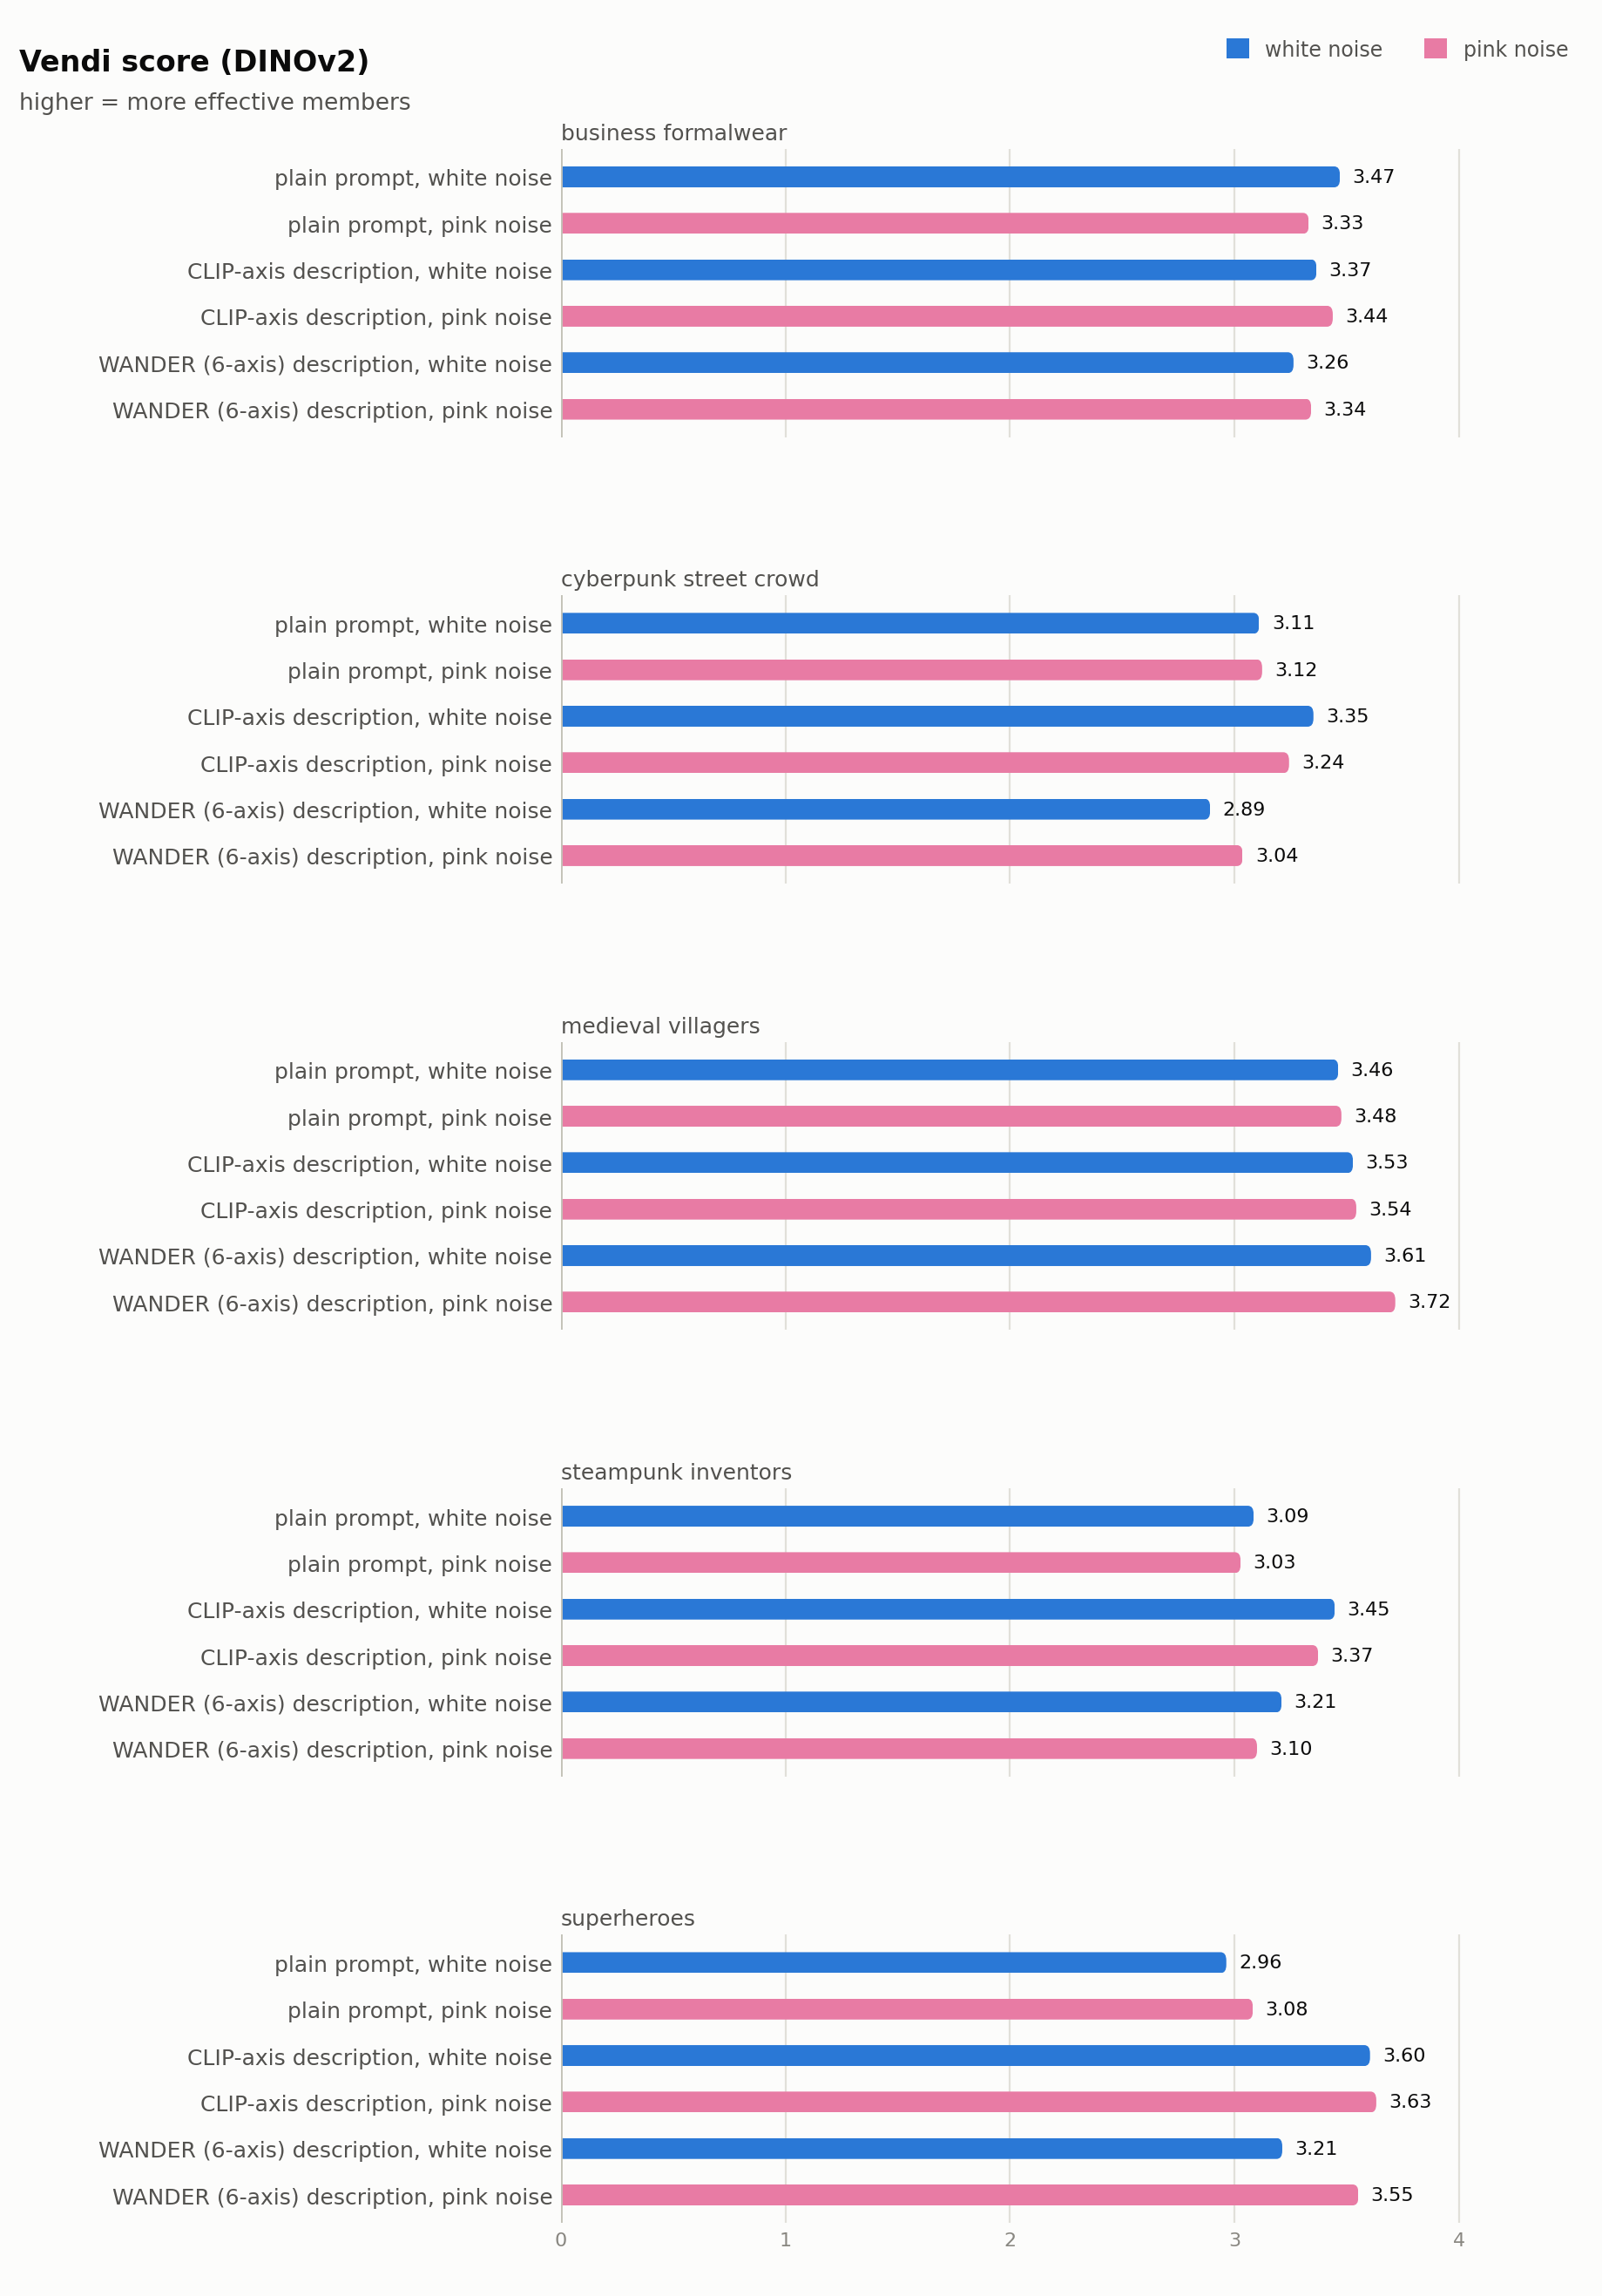 Vendi score (DINOv2)
white noise
pink noise
higher = more effective members
business formalwear
plain prompt, white noise 3.47
plain prompt, pink noise 3.33
CLIP-axis description, white noise 3.37
CLIP-axis description, pink noise 3.44
WANDER (6-axis) description, white noise 3.26
WANDER (6-axis) description, pink noise 3.34
cyberpunk street crowd
plain prompt, white noise 3.11
plain prompt, pink noise 3.12
CLIP-axis description, white noise 3.35
CLIP-axis description, pink noise 3.24
WANDER (6-axis) description, white noise 2.89
WANDER (6-axis) description, pink noise 3.04
medieval villagers
plain prompt, white noise 3.46
plain prompt, pink noise 3.48
CLIP-axis description, white noise 3.53
CLIP-axis description, pink noise 3.54
WANDER (6-axis) description, white noise 3.61
WANDER (6-axis) description, pink noise 3.72
steampunk inventors
plain prompt, white noise 3.09
plain prompt, pink noise 3.03
CLIP-axis description, white noise 3.45
CLIP-axis description, pink noise 3.37
WANDER (6-axis) description, white noise 3.21
WANDER (6-axis) description, pink noise 3.10
superheroes
plain prompt, white noise 2.96
plain prompt, pink noise 3.08
CLIP-axis description, white noise 3.60
CLIP-axis description, pink noise 3.63
WANDER (6-axis) description, white noise 3.21
WANDER (6-axis) description, pink noise 3.55
0 1 2 3 4